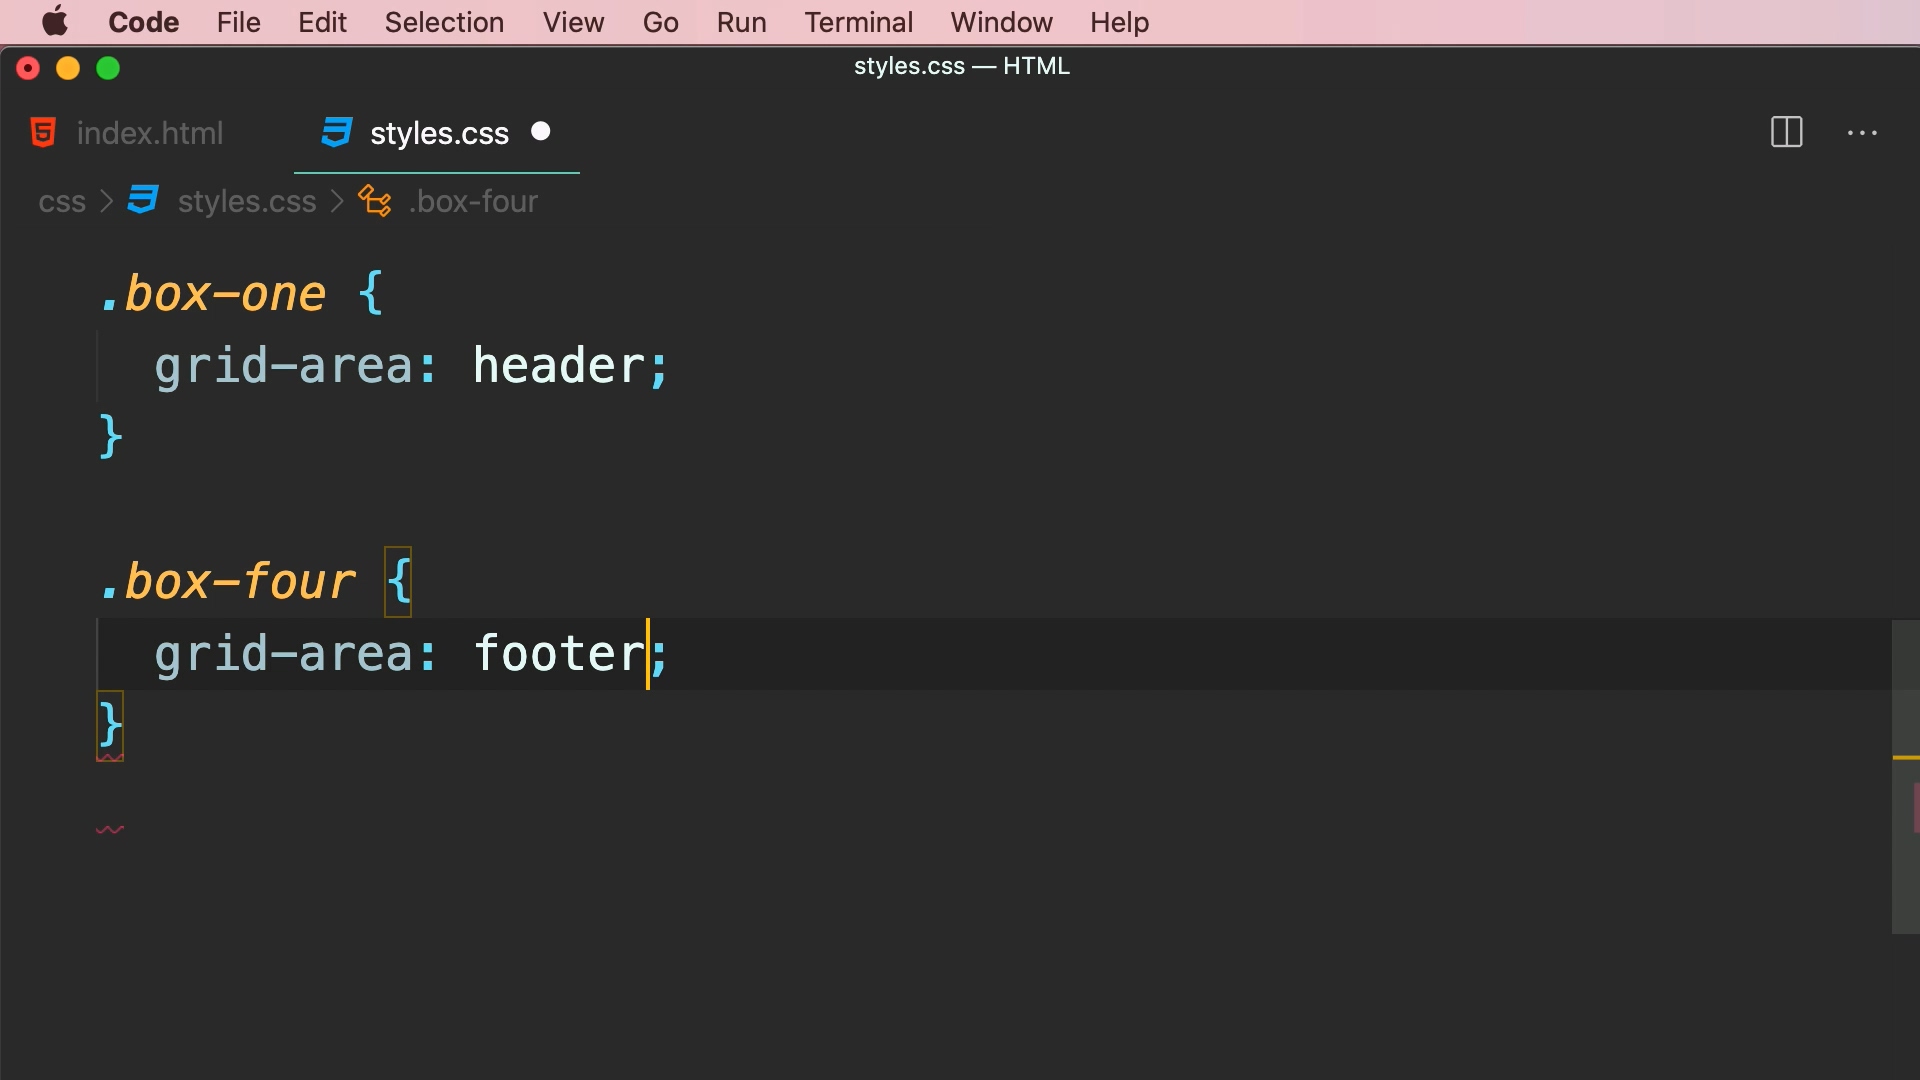 Code File Edit Selection View Go Run Terminal Window Help
styles.css — HTML
index.html styles.css
css > styles.css > .box-four
.box-one {
grid-area: header;
}
.box-four {
grid-area: footer;
}